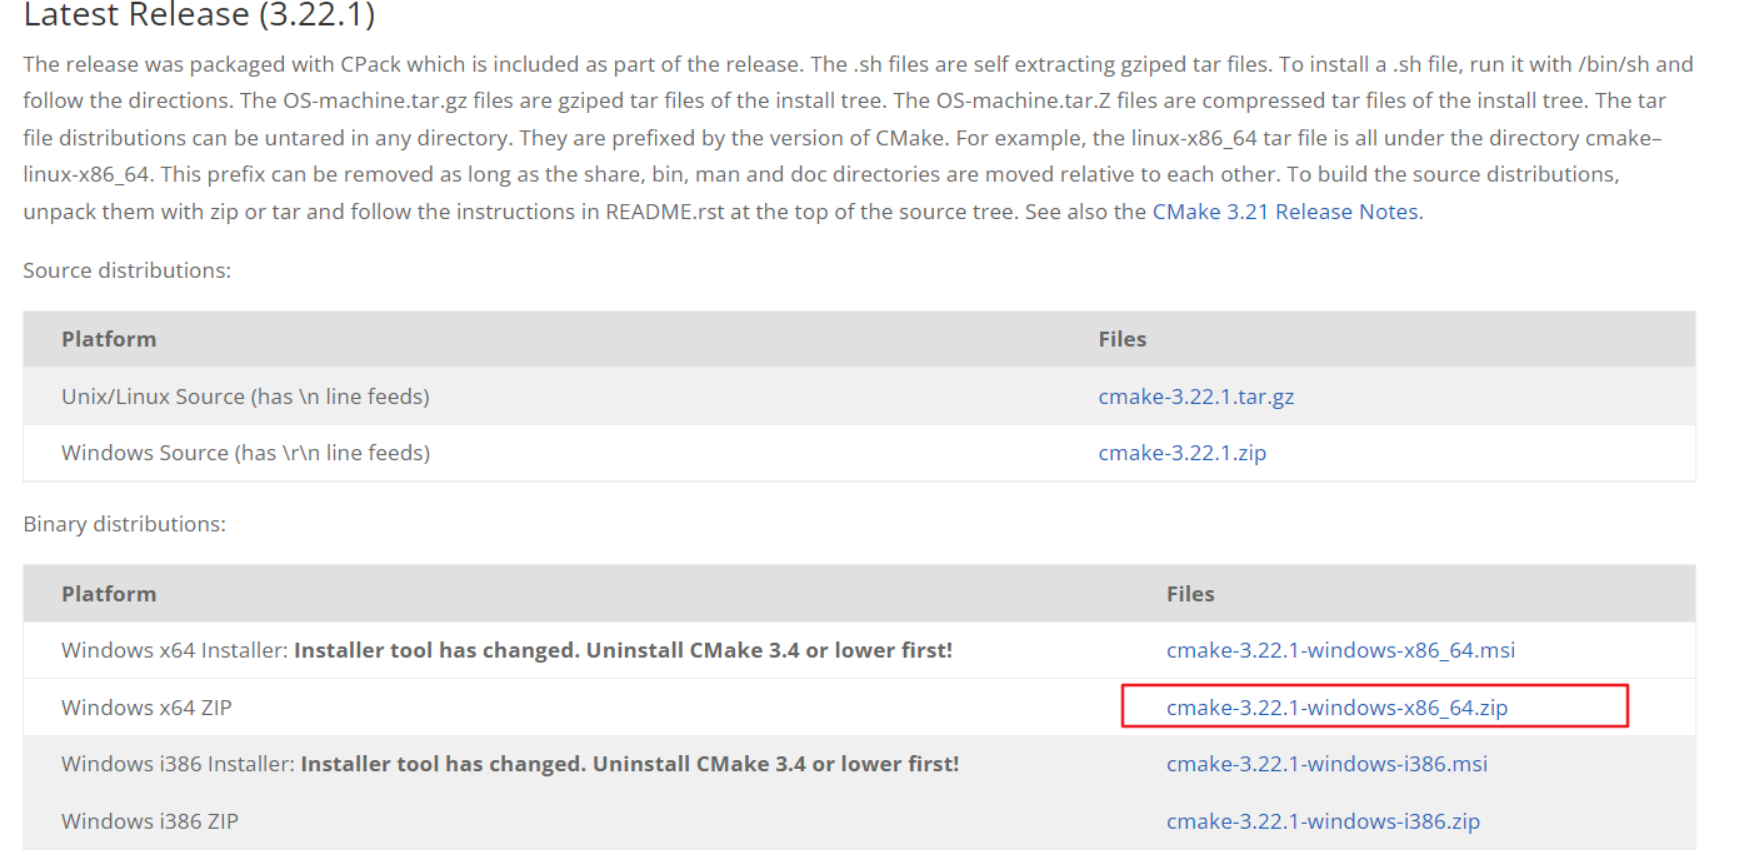 Latest Release (3.22.1)
The release was packaged with CPack which is included as part of the release. The .sh files are self extracting gziped tar files. To install a .sh file, run it with /bin/sh and
follow the directions. The OS-machine.tar.gz files are gziped tar files of the install tree. The OS-machine.tar.Z files are compressed tar files of the install tree. The tar
file distributions can be untared in any directory. They are prefixed by the version of CMake. For example, the linux-x86_64 tar file is all under the directory cmake–
linux-x86_64. This prefix can be removed as long as the share, bin, man and doc directories are moved relative to each other. To build the source distributions,
unpack them with zip or tar and follow the instructions in README.rst at the top of the source tree. See also the CMake 3.21 Release Notes.
Source distributions:
Platform Files
Unix/Linux Source (has \n line feeds) cmake-3.22.1.tar.gz
Windows Source (has \r\n line feeds) cmake-3.22.1.zip
Binary distributions:
Platform Files
Windows x64 Installer: Installer tool has changed. Uninstall CMake 3.4 or lower first! cmake-3.22.1-windows-x86_64.msi
Windows x64 ZIP cmake-3.22.1-windows-x86_64.zip
Windows i386 Installer: Installer tool has changed. Uninstall CMake 3.4 or lower first! cmake-3.22.1-windows-i386.msi
Windows i386 ZIP cmake-3.22.1-windows-i386.zip